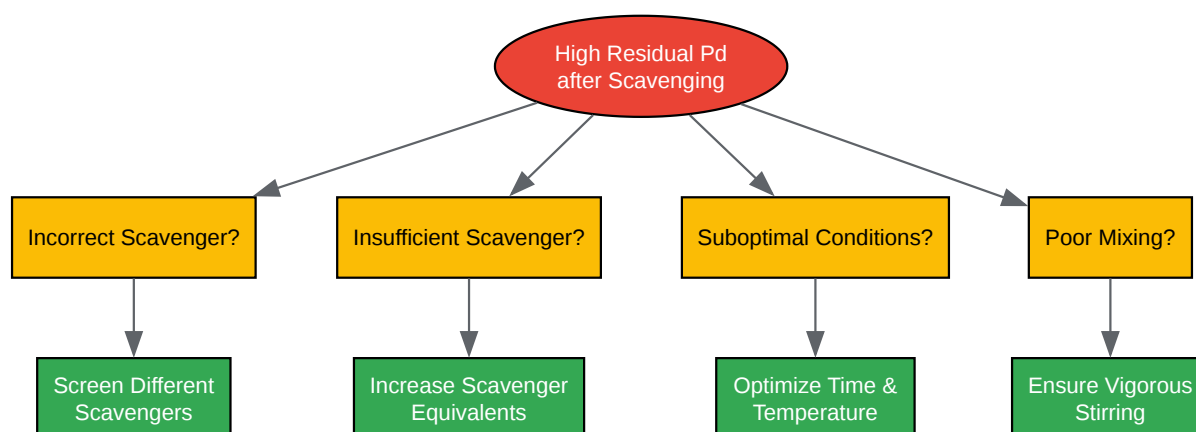 High Residual Pd
after Scavenging
Incorrect Scavenger?
Insufficient Scavenger?
Suboptimal Conditions?
Poor Mixing?
Screen Different
Scavengers
Increase Scavenger
Equivalents
Optimize Time &
Temperature
Ensure Vigorous
Stirring